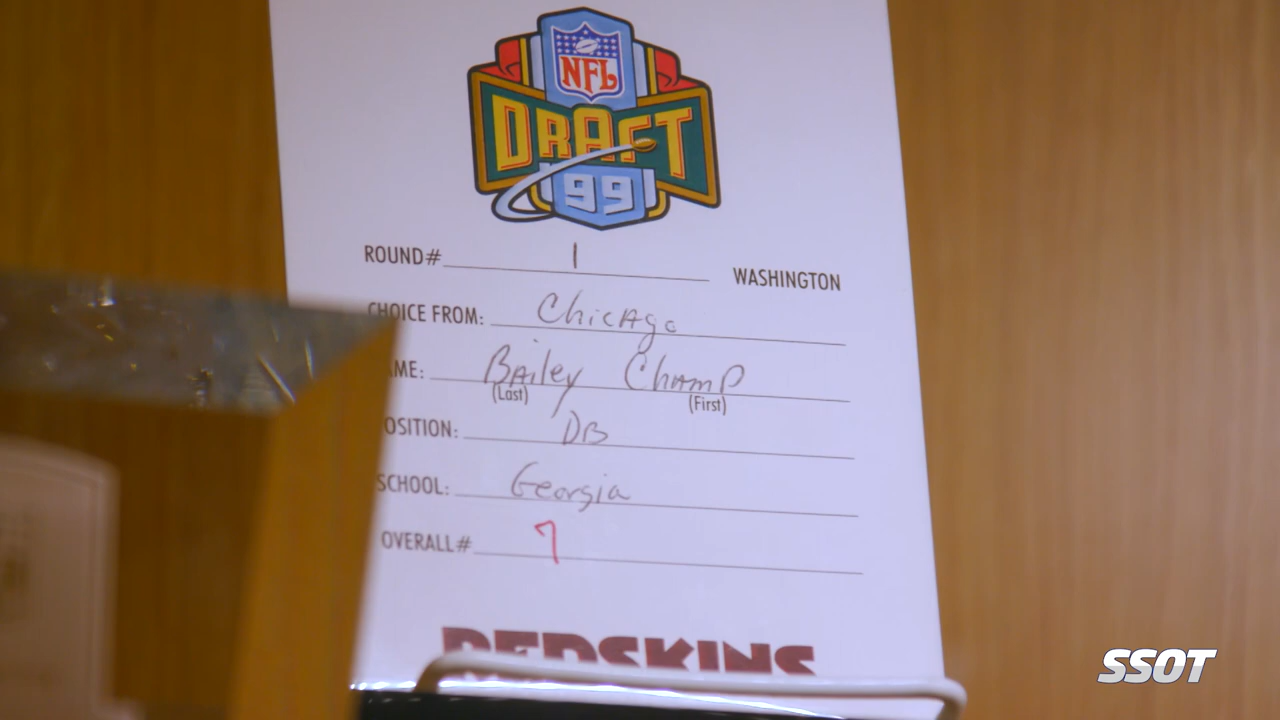 NFL
DRAFT
99
ROUND# 1 WASHINGTON
CHOICE FROM: Chicago
AME: Bailey Champ
(Last) (First)
OSITION: DB
SCHOOL: Georgia
OVERALL# 7
REDSKINS
SSOT